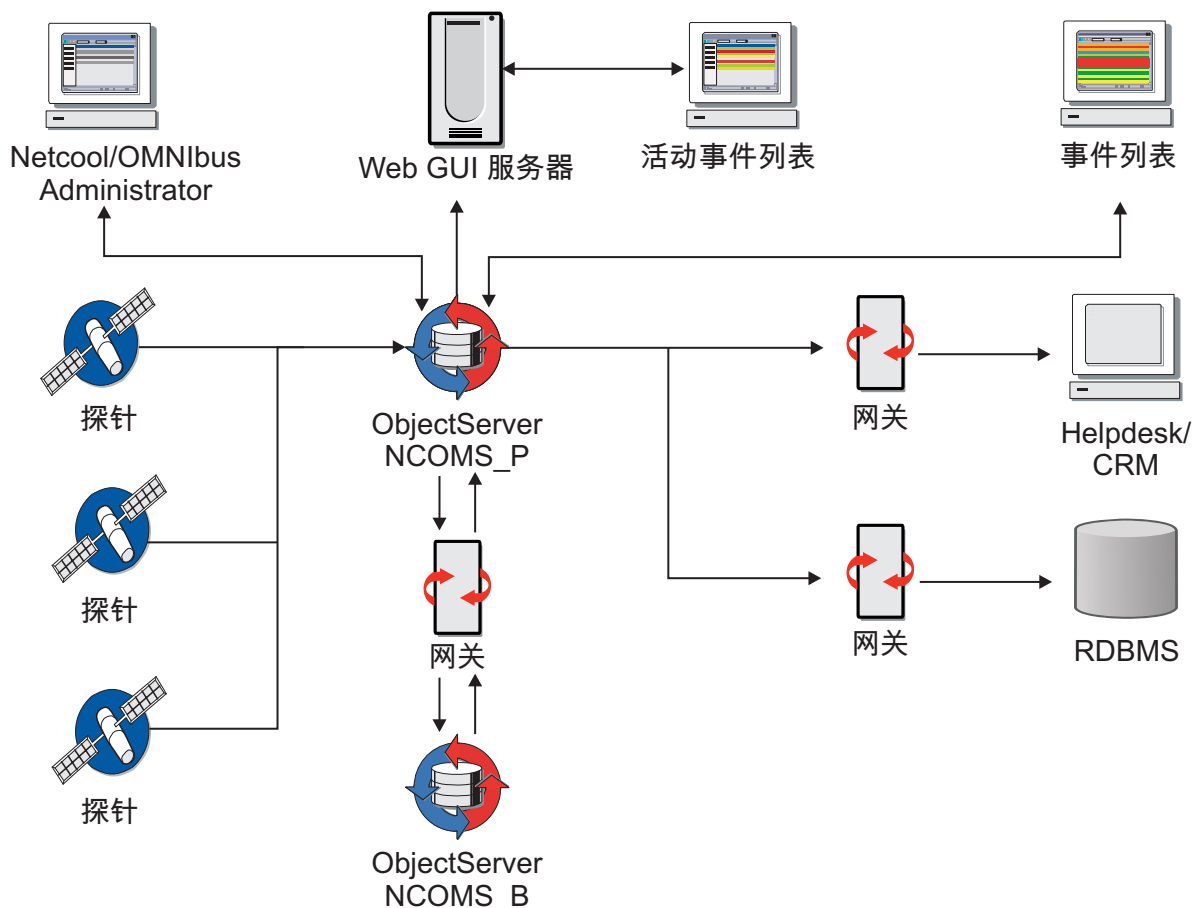 Netcool/OMNIbus
Administrator
Web GUI 服务器
活动事件列表
事件列表
探针
ObjectServer
NCOMS_P
网关
Helpdesk/
CRM
探针
网关
网关
RDBMS
探针
ObjectServer
NCOMS_B